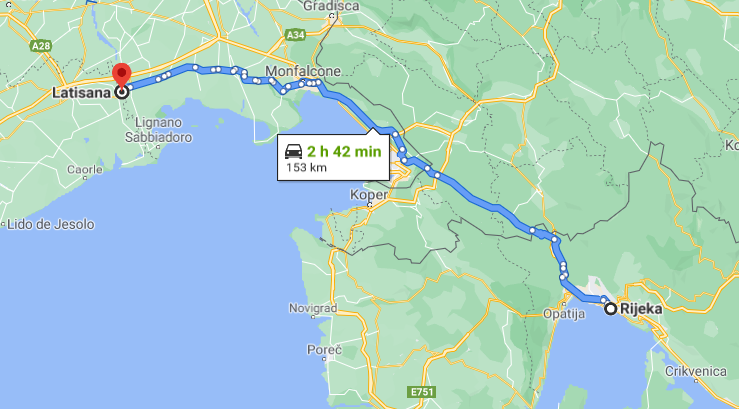 Gradisca
A28
A34
Monfalcone
Latisana
Lignano
Sabbiadoro
2 h 42 min
153 km
Caorle
Koper
Lido de Jesolo
Novigrad
Opatija
Rijeka
Poreč
Crikvenica
E751